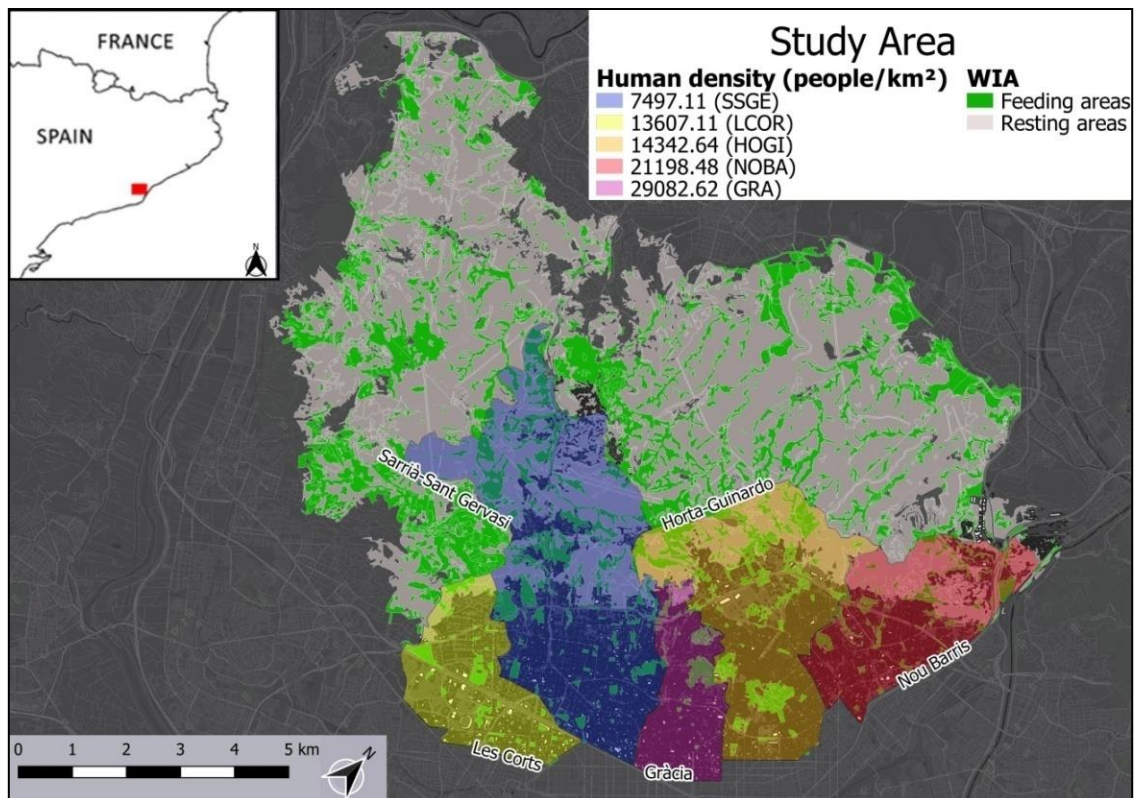 FRANCE
SPAIN
N
Study Area
Human density (people/km²)
7497.11 (SSGE)
13607.11 (LCOR)
14342.64 (HOGI)
21198.48 (NOBA)
29082.62 (GRA)
WIA
Feeding areas
Resting areas
Sarrià-Sant Gervasi
Horta-Guinardo
Nou Barris
Les Corts
Gràcia
0 1 2 3 4 5 km
N